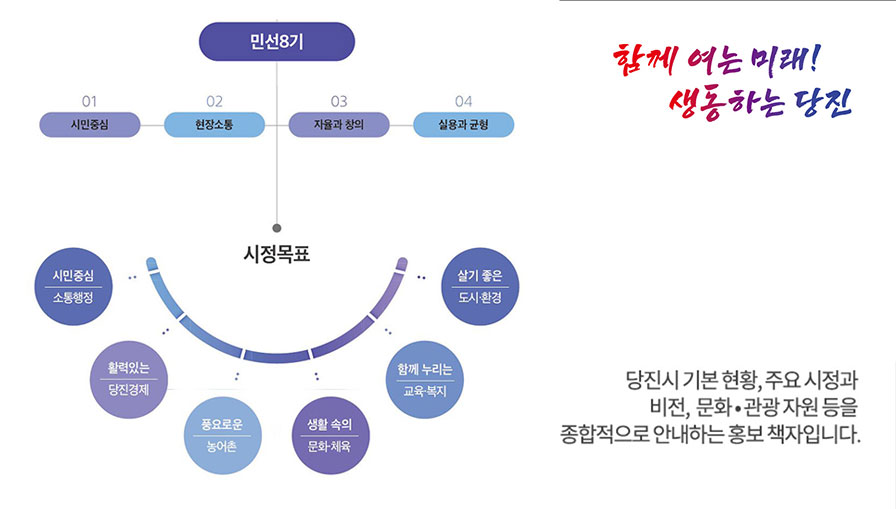 민선8기
01
시민중심
02
현장소통
03
자율과 창의
04
실용과 균형
시정목표
시민중심
소통행정
활력있는
당진경제
풍요로운
농어촌
생활 속의
문화·체육
함께 누리는
교육·복지
살기 좋은
도시·환경
함께 여는 미래!
생동하는 당진
당진시 기본 현황, 주요 시정과
비전, 문화•관광 자원 등을
종합적으로 안내하는 홍보 책자입니다.